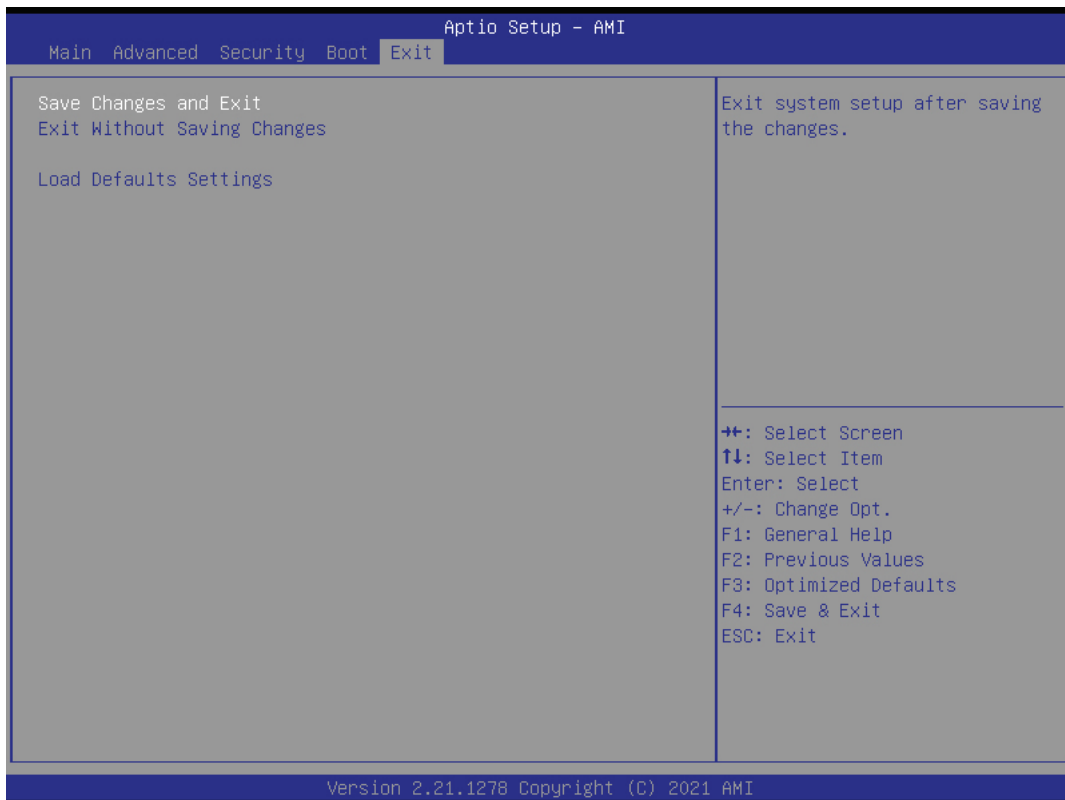 Aptio Setup – AMI
Main Advanced Security Boot Exit
Save Changes and Exit
Exit Without Saving Changes
Load Defaults Settings
Exit system setup after saving
the changes.
→←: Select Screen
↑↓: Select Item
Enter: Select
+/-: Change Opt.
F1: General Help
F2: Previous Values
F3: Optimized Defaults
F4: Save & Exit
ESC: Exit
Version 2.21.1278 Copyright (C) 2021 AMI